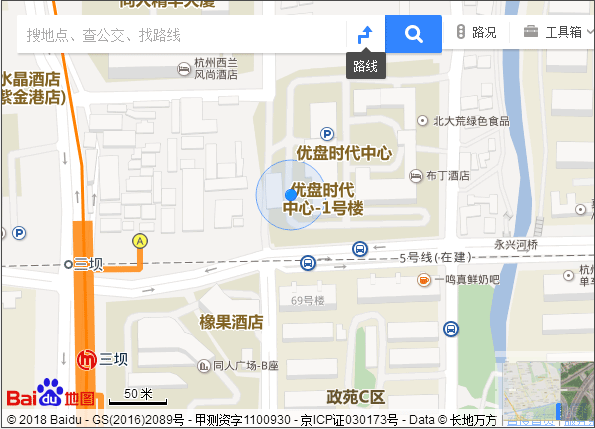 同人精华大厦
搜地点、查公交、找路线
路况
工具箱
路线
杭州西兰
风尚酒店
水晶酒店
紫金港店)
北大荒绿色食品
P
优盘时代中心
布丁酒店
优盘时代
中心-1号楼
P
A
永兴河桥
三坝
5号线(在建)
杭州
单车
一鸣真鲜奶吧
69号楼
橡果酒店
三坝
同人广场-B座
50 米
政苑C区
Bai du 地图
© 2018 Baidu - GS(2016)2089号 - 甲测资字1100930 - 京ICP证030173号 - Data © 长地万方